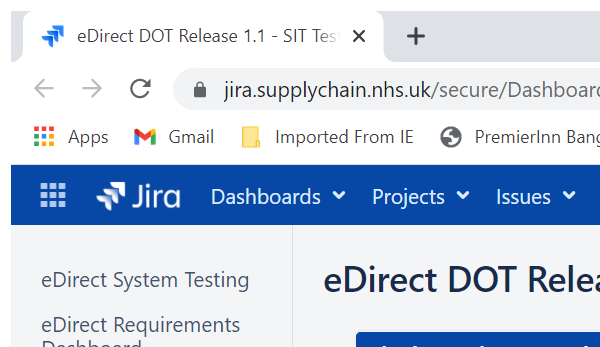 eDirect DOT Release 1.1 - SIT Test
jira.supplychain.nhs.uk/secure/Dashboard
Apps Gmail Imported From IE PremierInn Bang
Jira Dashboards Projects Issues
eDirect System Testing
eDirect DOT Relea
eDirect Requirements
Dashboard